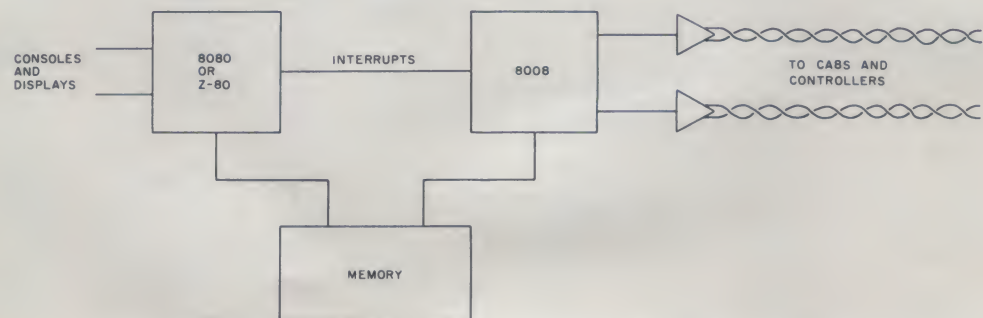 CONSOLES
AND
DISPLAYS
8080
OR
Z-80
INTERRUPTS
8008
TO CABS AND
CONTROLLERS
MEMORY